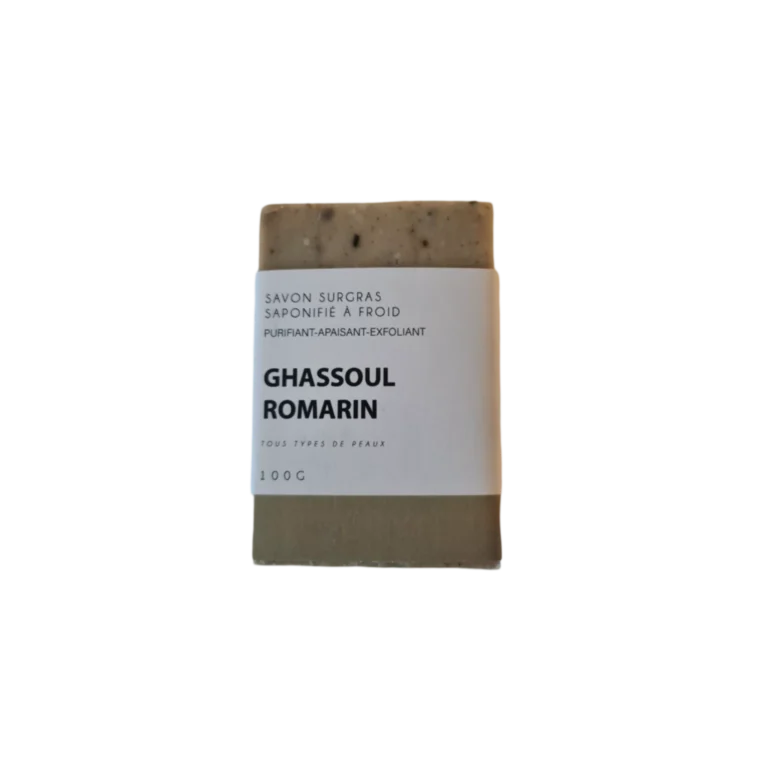 SAVON SURGRAS
SAPONIFIÉ À FROID
PURIFIANT-APAISANT-EXFOLIANT
GHASSOUL
ROMARIN
TOUS TYPES DE PEAUX
100G